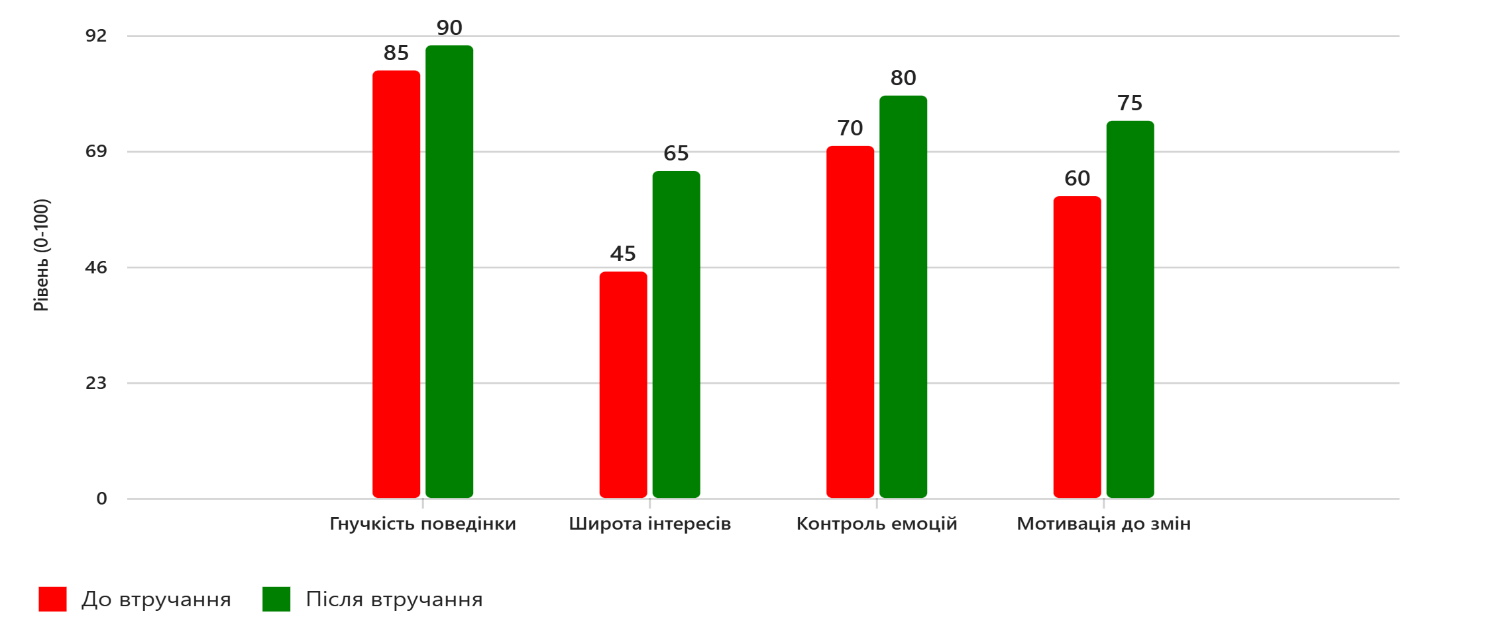 92
69
46
23
0
Рівень (0-100)
85
90
45
65
70
80
60
75
Гнучкість поведінки
Широта інтересів
Контроль емоцій
Мотивація до змін
До втручання
Після втручання